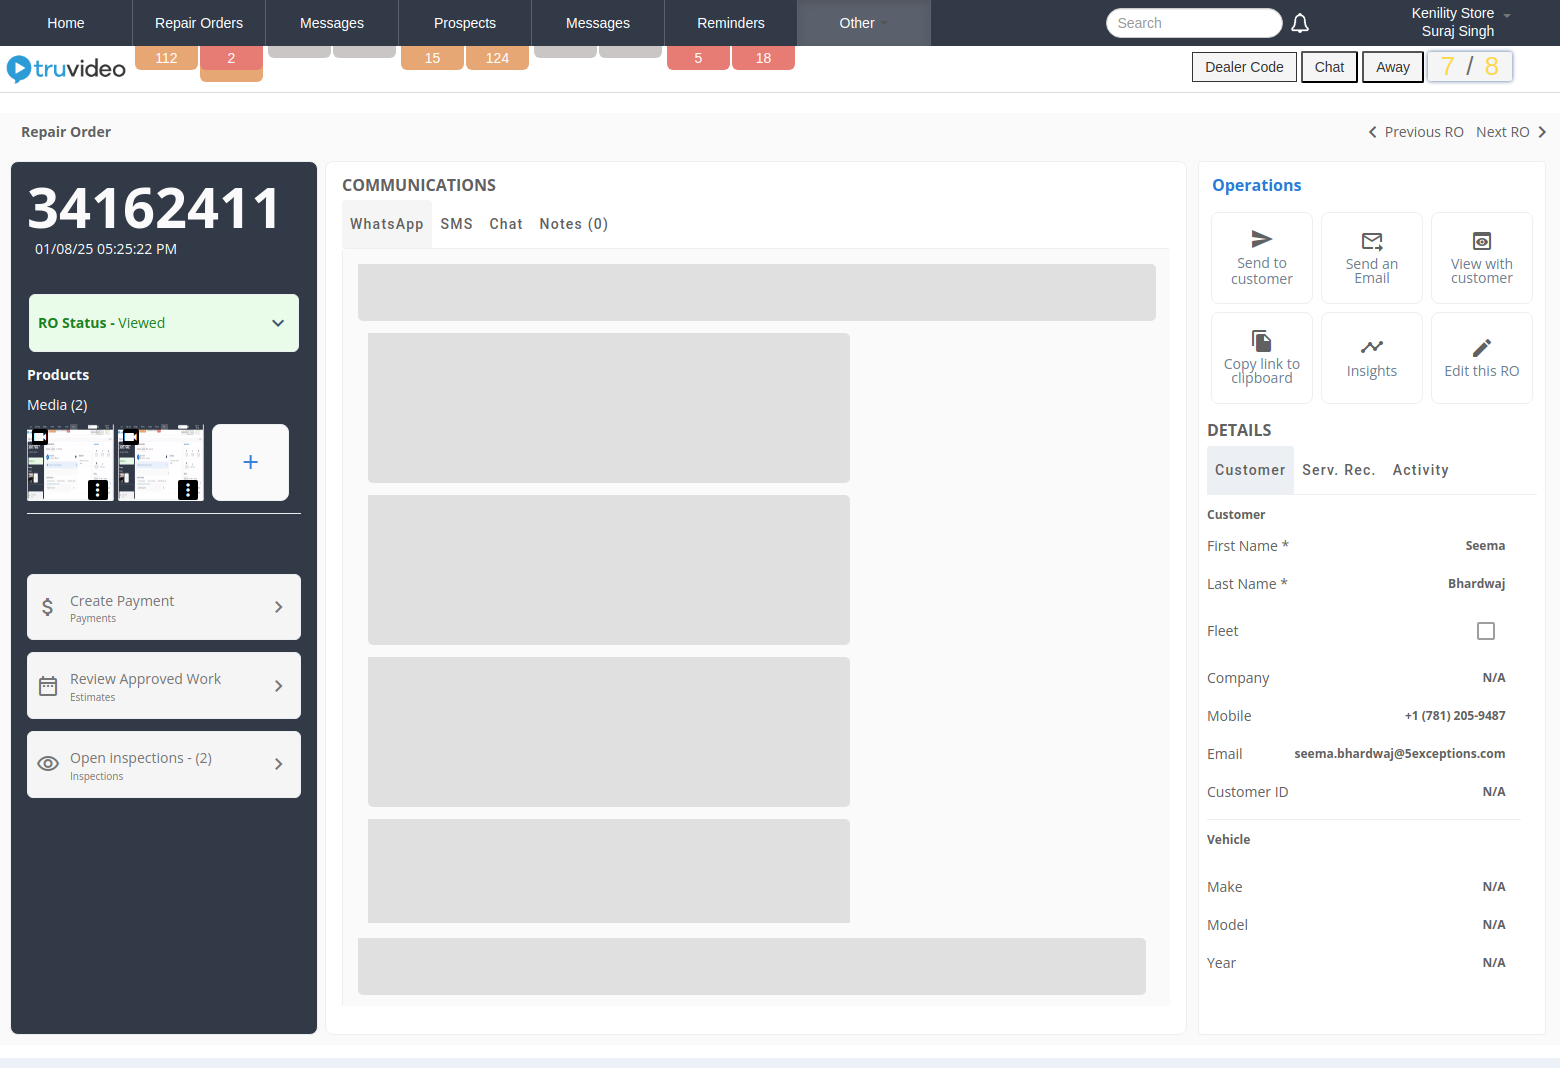 Home
Repair Orders
Messages
Prospects
Messages
Reminders
Other
Search
Kenility Store
Suraj Singh
truvideo
112
2
15
124
5
18
Dealer Code
Chat
Away
7 / 8
Repair Order
Previous RO
Next RO
34162411
01/08/25 05:25:22 PM
RO Status - Viewed
Products
Media (2)
+
Create Payment
Payments
Review Approved Work
Estimates
Open inspections - (2)
Inspections
COMMUNICATIONS
WhatsApp
SMS
Chat
Notes (0)
Operations
Send to
customer
Send an
Email
View with
customer
Copy link to
clipboard
Insights
Edit this RO
DETAILS
Customer
Serv. Rec.
Activity
Customer
First Name * Seema
Last Name * Bhardwaj
Fleet
Company N/A
Mobile +1 (781) 205-9487
Email seema.bhardwaj@5exceptions.com
Customer ID N/A
Vehicle
Make N/A
Model N/A
Year N/A